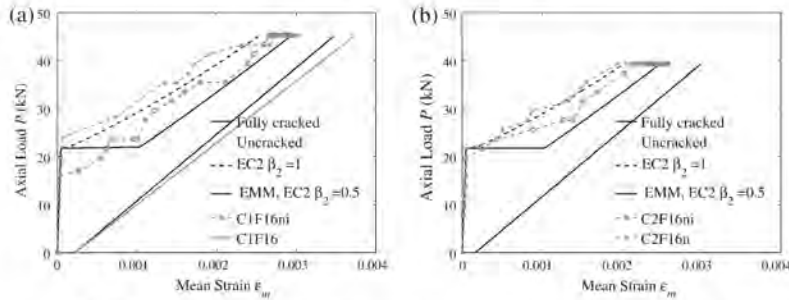 (a)
50
40
30
20
10
0
Axial Load P (kN)
0
0.001
0.002
0.003
0.004
Mean Strain ε_m
Fully cracked
Uncracked
EC2 β₂=1
EMM, EC2 β₂=0.5
C1F16ni
C1F16
(b)
50
40
30
20
10
0
Axial Load P (kN)
0
0.001
0.002
0.003
0.004
Mean Strain ε_m
Fully cracked
Uncracked
EC2 β₂=1
EMM, EC2 β₂=0.5
C2F16ni
C2F16n